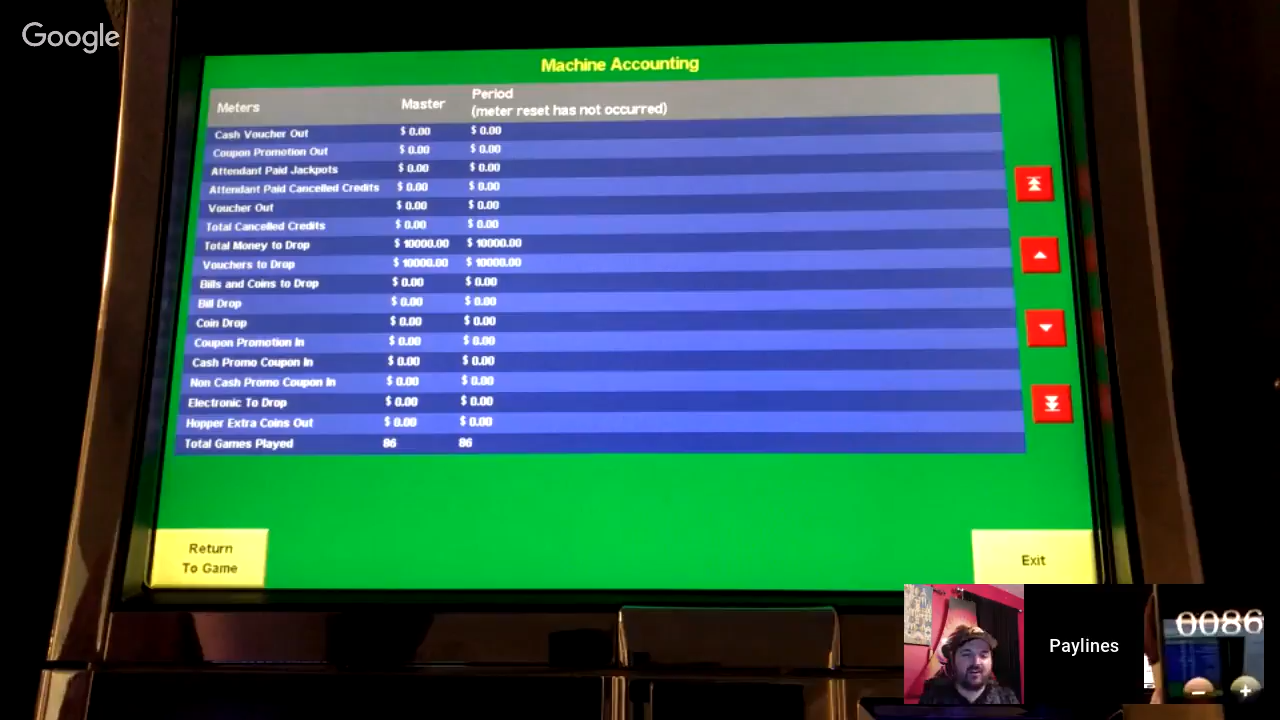 Google
Machine Accounting
Meters Master Period
(meter reset has not occurred)
Cash Voucher Out $ 0.00 $ 0.00
Coupon Promotion Out $ 0.00 $ 0.00
Attendant Paid Jackpots $ 0.00 $ 0.00
Attendant Paid Cancelled Credits $ 0.00 $ 0.00
Voucher Out $ 0.00 $ 0.00
Total Cancelled Credits $ 0.00 $ 0.00
Total Money to Drop $ 10000.00 $ 10000.00
Vouchers to Drop $ 10000.00 $ 10000.00
Bills and Coins to Drop $ 0.00 $ 0.00
Bill Drop $ 0.00 $ 0.00
Coin Drop $ 0.00 $ 0.00
Coupon Promotion In $ 0.00 $ 0.00
Cash Promo Coupon In $ 0.00 $ 0.00
Non Cash Promo Coupon In $ 0.00 $ 0.00
Electronic To Drop $ 0.00 $ 0.00
Hopper Extra Coins Out $ 0.00 $ 0.00
Total Games Played 86 86
Return
To Game
Exit
Paylines
0086
− +